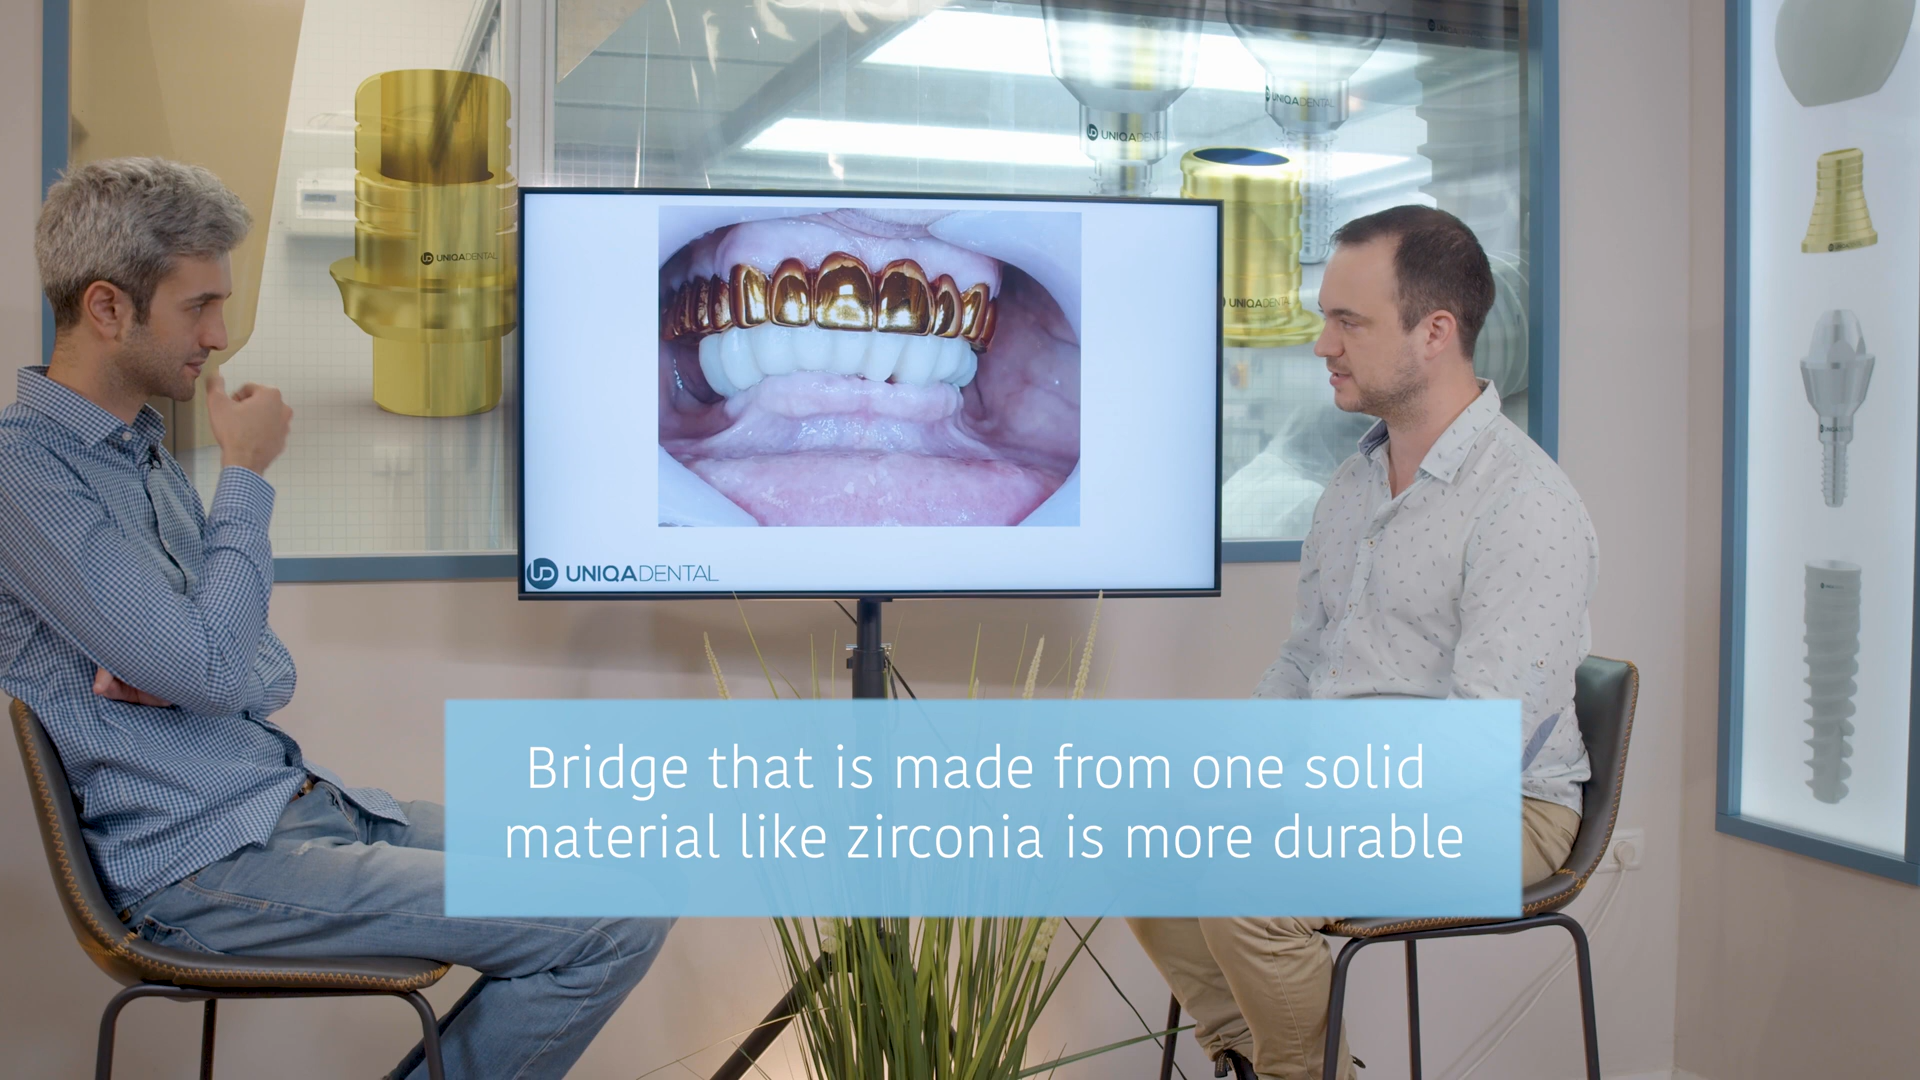 UNIQADENTAL
UNIQADENTAL
UNIQADENTAL
UNIQADENTAL
UNIQADENTAL
Bridge that is made from one solid
material like zirconia is more durable